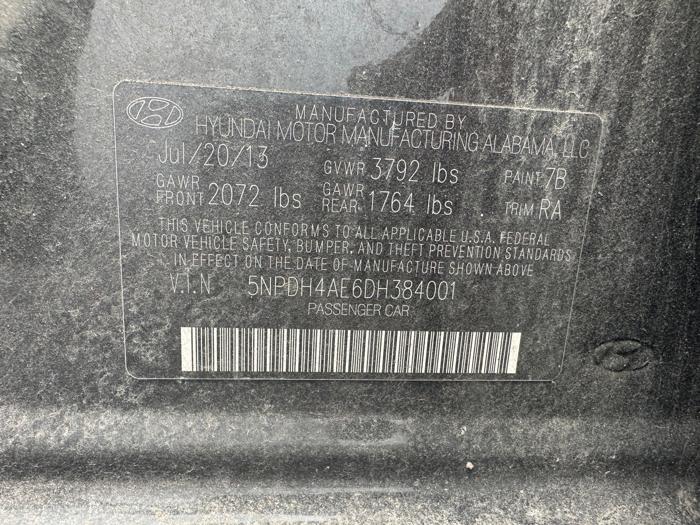 MANUFACTURED BY
HYUNDAI MOTOR MANUFACTURING ALABAMA, LLC
Jul/20/13 GVWR 3792 lbs PAINT 7B
GAWR FRONT 2072 lbs GAWR REAR 1764 lbs TRIM RA
THIS VEHICLE CONFORMS TO ALL APPLICABLE U.S.A. FEDERAL
MOTOR VEHICLE SAFETY, BUMPER, AND THEFT PREVENTION STANDARDS
IN EFFECT ON THE DATE OF MANUFACTURE SHOWN ABOVE
V.I.N 5NPDH4AE6DH384001
PASSENGER CAR